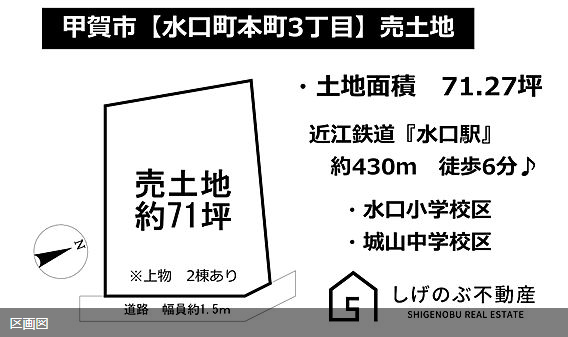 甲賀市【水口町本町3丁目】売土地
・土地面積　71.27坪
近江鉄道『水口駅』
約430m　徒歩6分♪
・水口小学校区
・城山中学校区
売土地
約71坪
※上物　2棟あり
N
道路　幅員約1.5m
しげのぶ不動産
SHIGENOBU REAL ESTATE
区画図